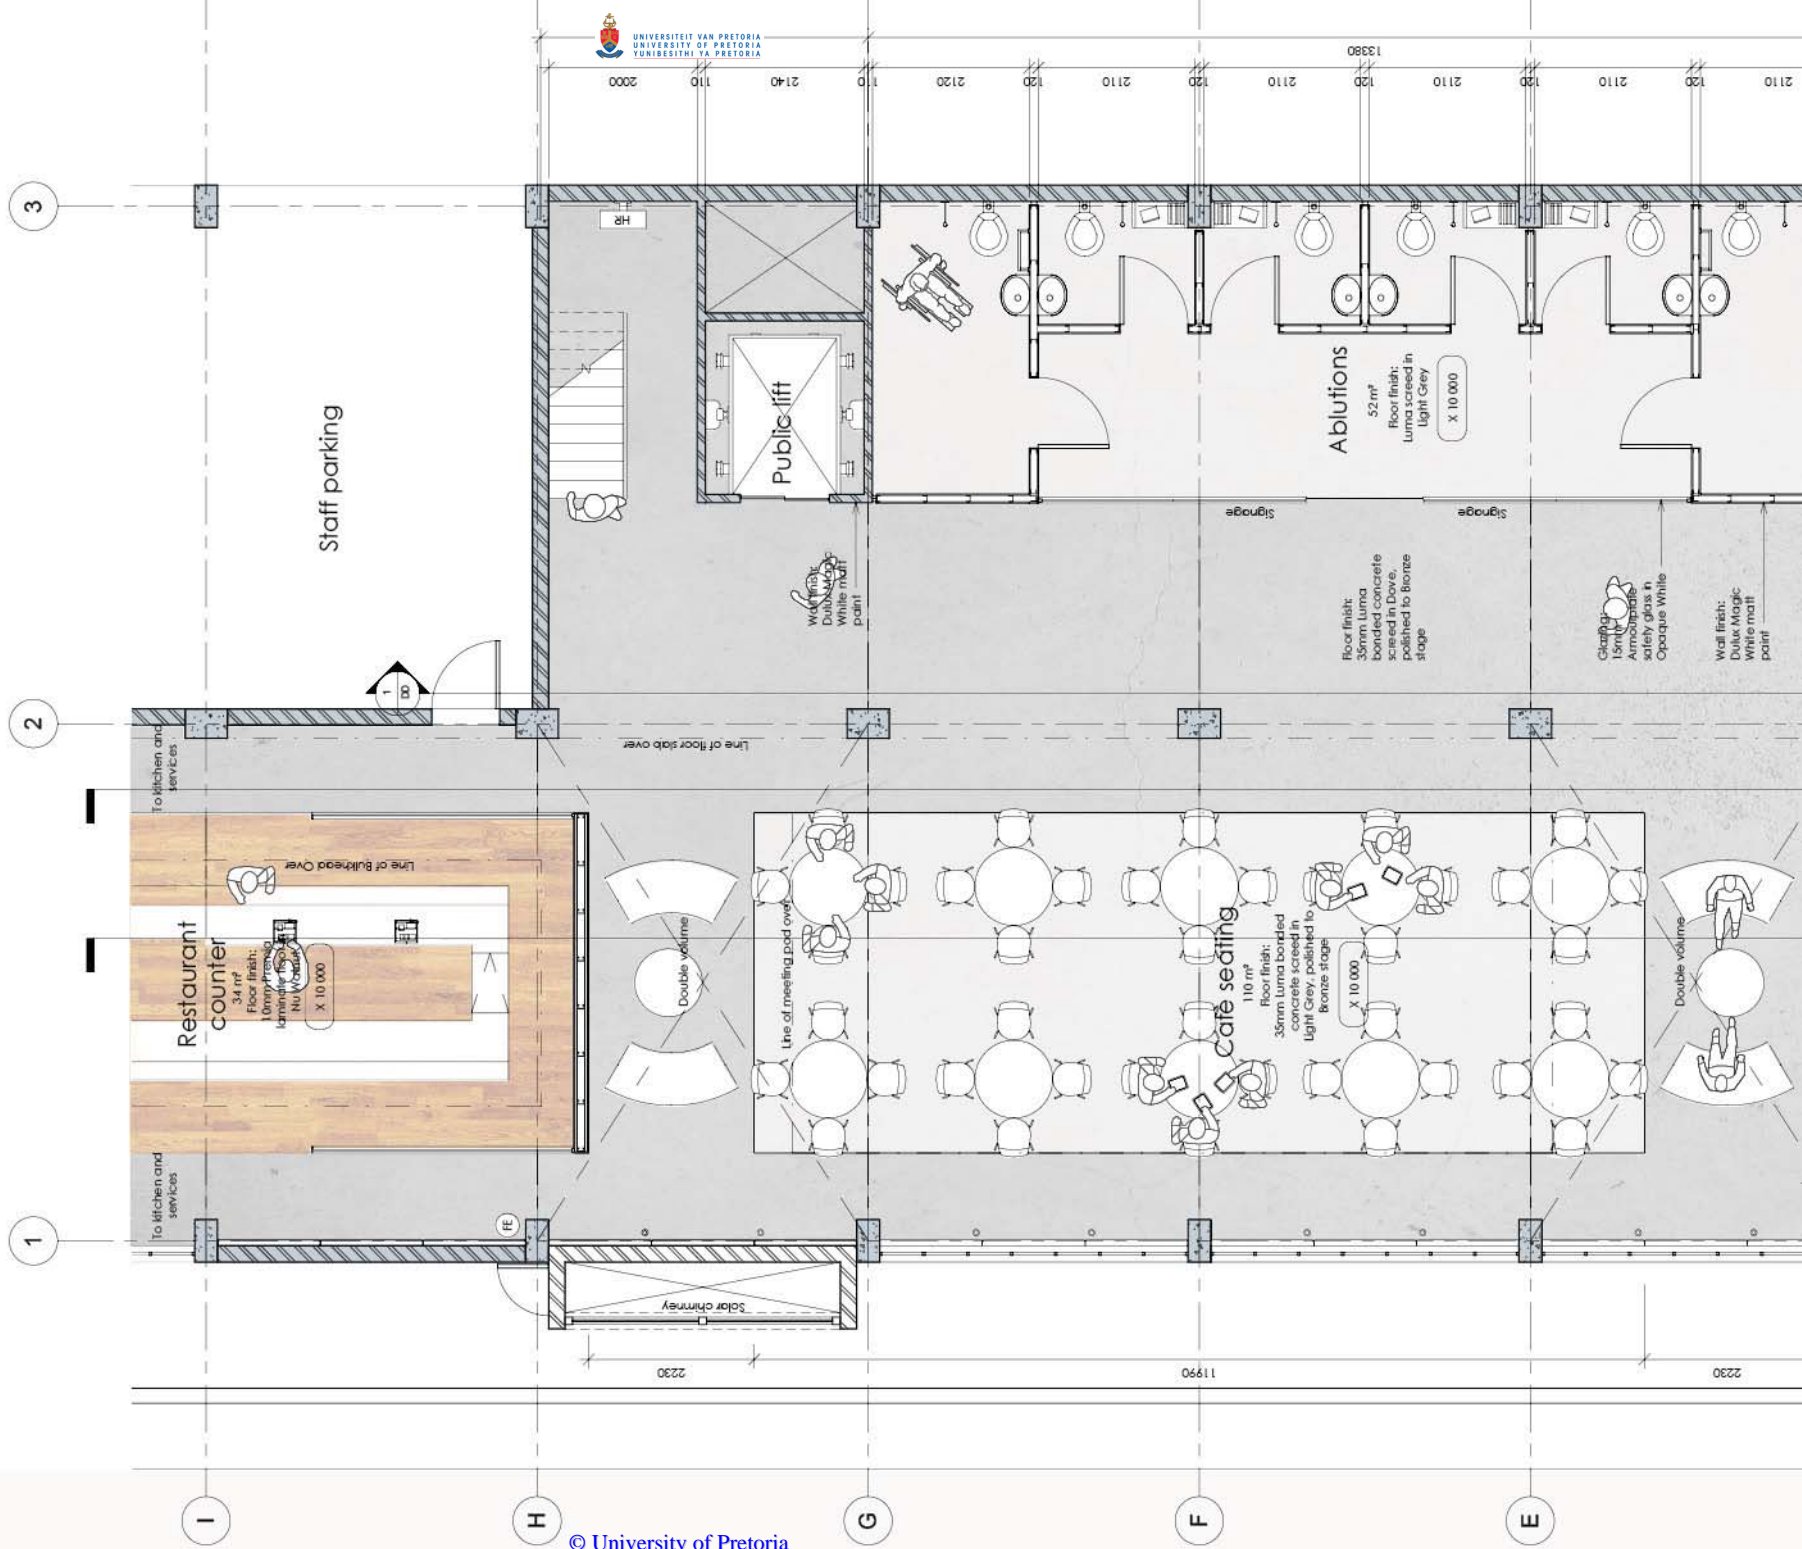 UNIVERSITEIT VAN PRETORIA
UNIVERSITY OF PRETORIA
YUNIBESITHI YA PRETORIA
13380
2000
110
2140
110
2120
120
2110
120
2110
120
2110
120
2110
120
2110
3
HR
Staff parking
Public lift
Ablutions
52 m²
Floor finish:
Luma screed in
Light Grey
X 10 000
Signage
Signage
Wall finish:
Dulux Magic
White matt
paint
Floor finish:
35mm Luma
bonded concrete
screed in Dove,
polished to Bronze
stage
Glazing:
15mm
Armourplate
safety glass in
Opaque White
Wall finish:
Dulux Magic
White matt
paint
1
DD
2
To kitchen and
services
Line of floor slab over
Line of Bulkhead Over
Restaurant
counter
34 m²
Floor finish:
10mm
laminate
X 10 000
Double volume
Line of meeting pod over
Café seating
110 m²
Floor finish:
35mm Luma bonded
concrete screed in
Light Grey, polished to
Bronze stage
X 10 000
Double volume
To kitchen and
services
FE
1
Solar chimney
2230
11990
2230
I
H
G
F
E
© University of Pretoria